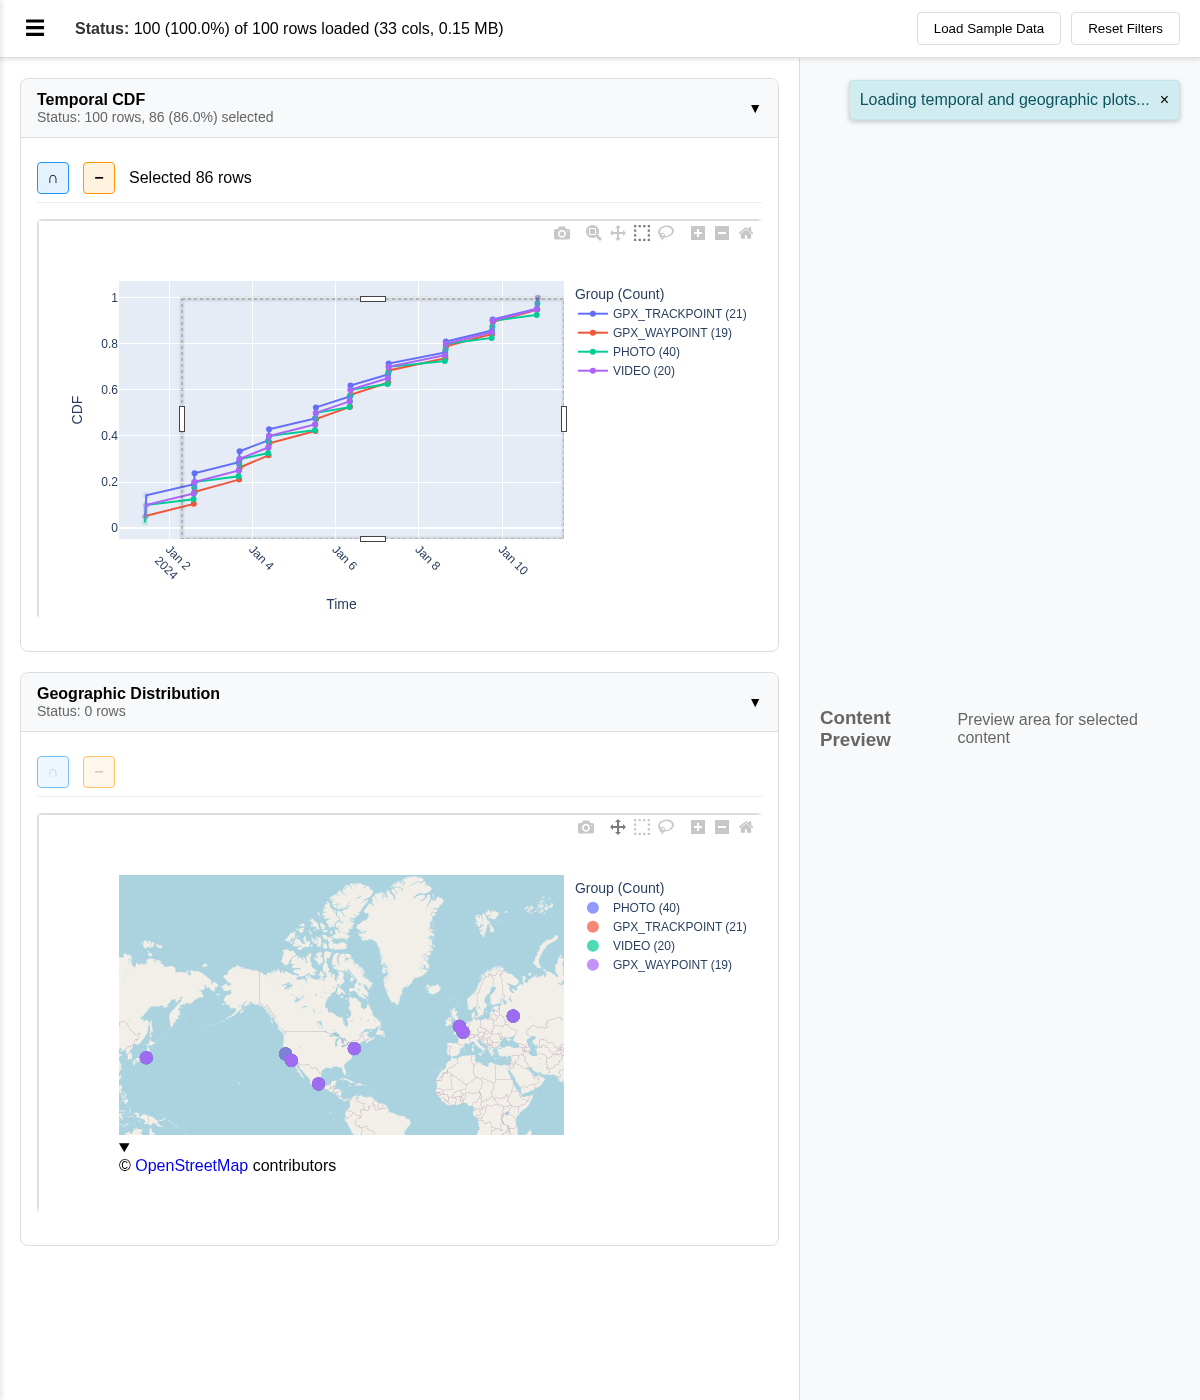 Status: 100 (100.0%) of 100 rows loaded (33 cols, 0.15 MB)
Load Sample Data
Reset Filters
Loading temporal and geographic plots... ×
Temporal CDF
Status: 100 rows, 86 (86.0%) selected
▼
∩
−
Selected 86 rows
Group (Count)
GPX_TRACKPOINT (21)
GPX_WAYPOINT (19)
PHOTO (40)
VIDEO (20)
CDF
1
0.8
0.6
0.4
0.2
0
Jan 2
2024
Jan 4
Jan 6
Jan 8
Jan 10
Time
Geographic Distribution
Status: 0 rows
▼
∩
−
Group (Count)
PHOTO (40)
GPX_TRACKPOINT (21)
VIDEO (20)
GPX_WAYPOINT (19)
▼
© OpenStreetMap contributors
Content
Preview
Preview area for selected
content